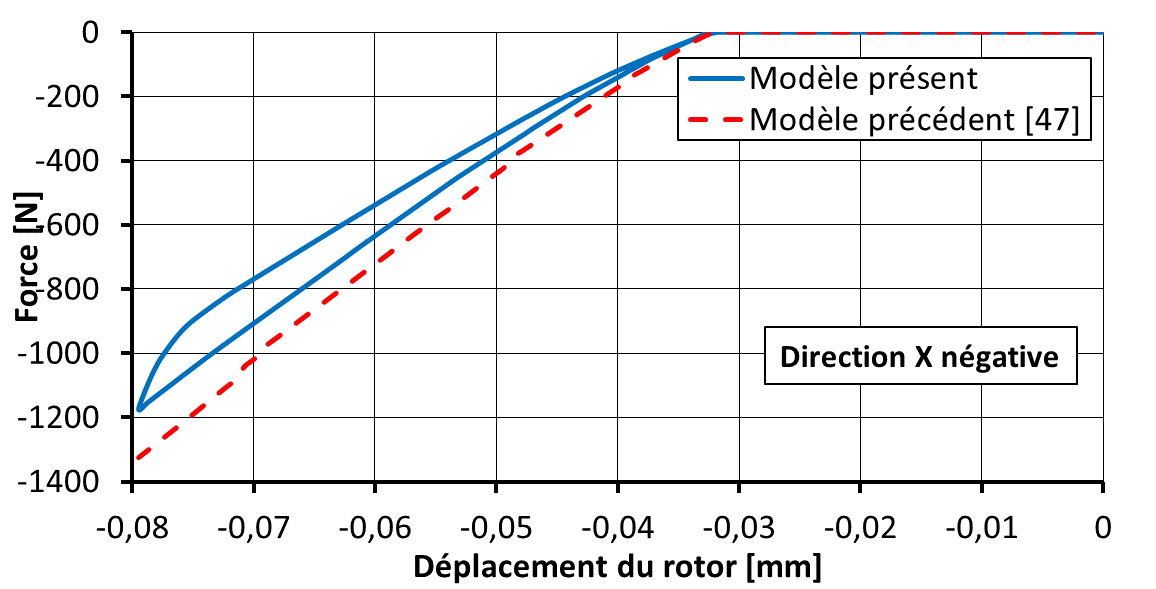 0
-200
-400
-600
-800
-1000
-1200
-1400
Force [N]
Modèle présent
Modèle précédent [47]
Direction X négative
-0,08 -0,07 -0,06 -0,05 -0,04 -0,03 -0,02 -0,01 0
Déplacement du rotor [mm]